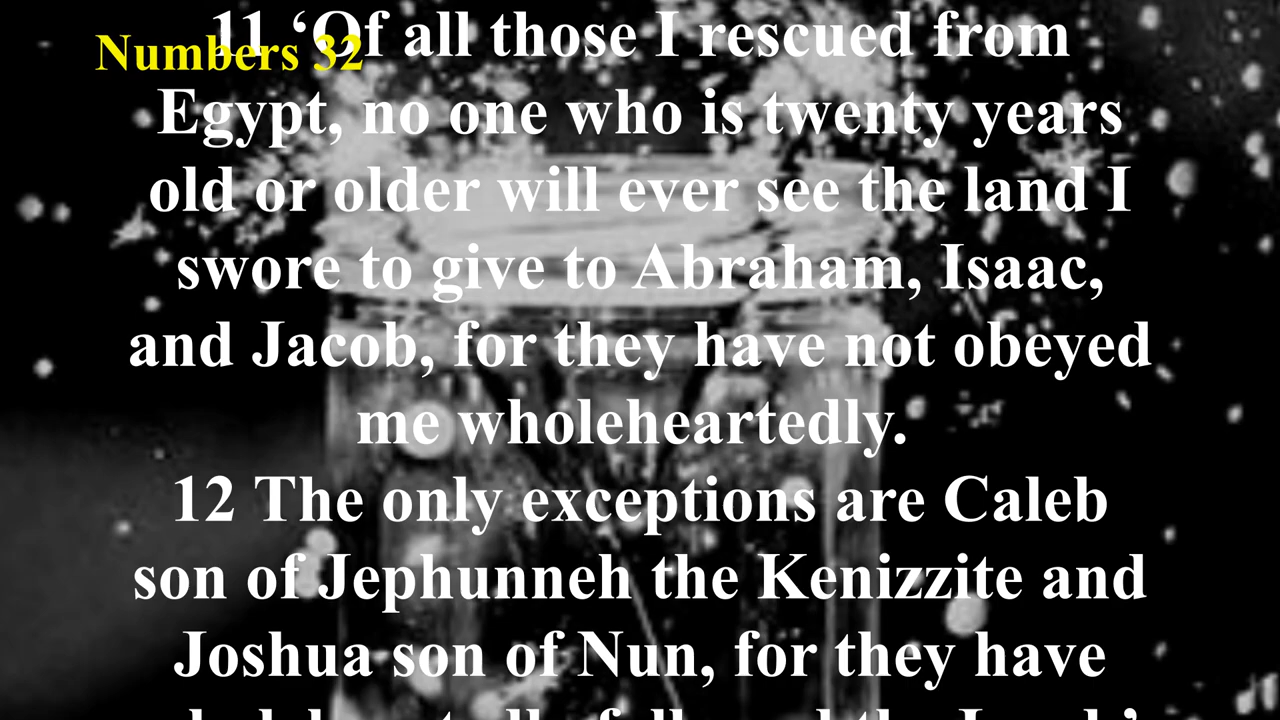 Numbers 32
11 ‘Of all those I rescued from
Egypt, no one who is twenty years
old or older will ever see the land I
swore to give to Abraham, Isaac,
and Jacob, for they have not obeyed
me wholeheartedly.
12 The only exceptions are Caleb
son of Jephunneh the Kenizzite and
Joshua son of Nun, for they have